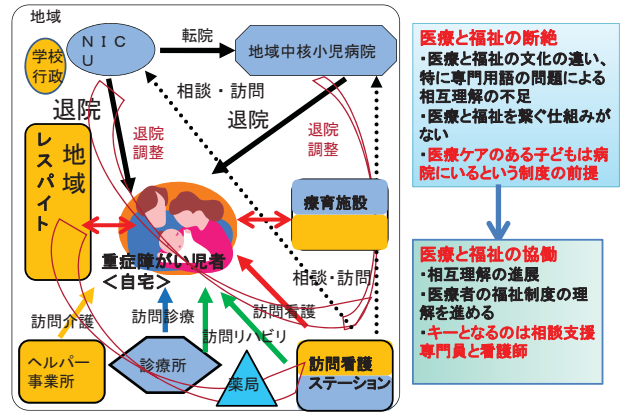 地域
学校
行政
ＮＩＣ
Ｕ
転院
地域中核小児病院
相談・訪問
退院
退院
退院
調整
退院
調整
地域
レスパイト
療育施設
重症障がい児者
＜自宅＞
相談・訪問
訪問介護
訪問診療
訪問看護
訪問リハビリ
ヘルパー
事業所
診療所
薬局
訪問看護
ステーション
医療と福祉の断絶
・医療と福祉の文化の違い、
特に専門用語の問題による
相互理解の不足
・医療と福祉を繋ぐ仕組みが
ない
・医療ケアのある子どもは病
院にいるという制度の前提
医療と福祉の協働
・相互理解の進展
・医療者の福祉制度の理
解を進める
・キーとなるのは相談支援
専門員と看護師